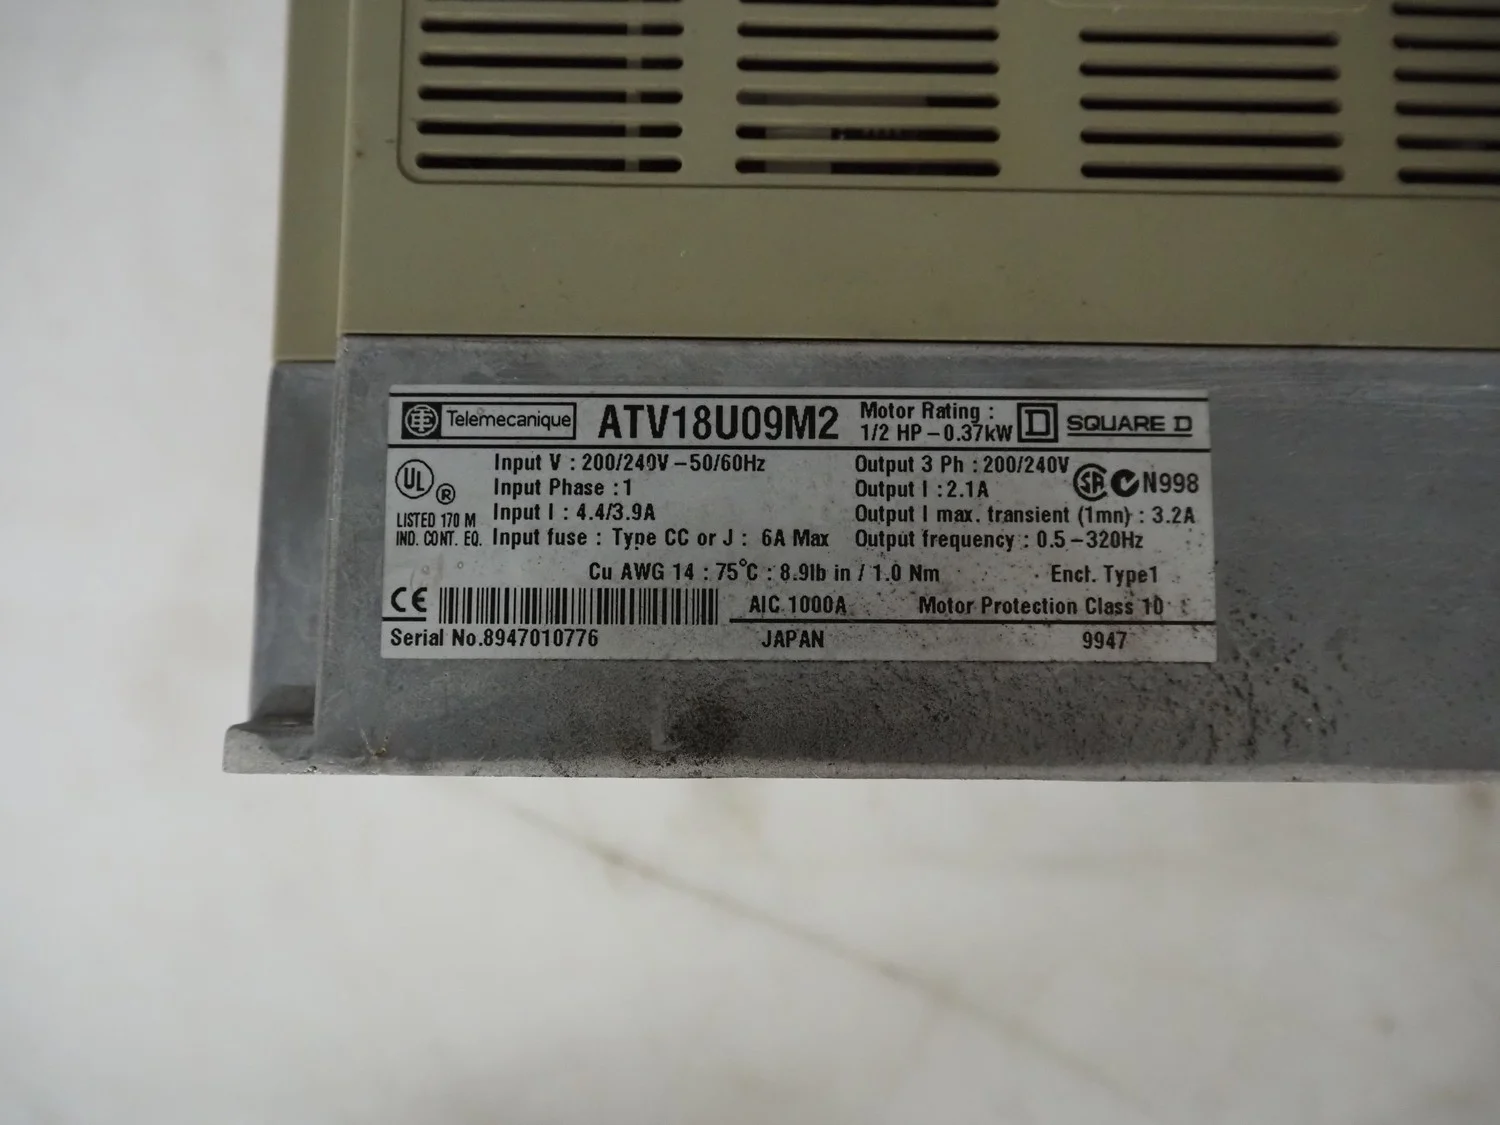 Telemecanique ATV18U09M2 Motor Rating : SQUARE D
1/2 HP – 0.37kW
Input V : 200/240V – 50/60Hz Output 3 Ph : 200/240V
UL ® Input Phase : 1 Output I : 2.1A N998
LISTED 170 M Input I : 4.4/3.9A Output I max. transient (1mn) : 3.2A
IND. CONT. EQ. Input fuse : Type CC or J : 6A Max Output frequency : 0.5 – 320Hz
Cu AWG 14 : 75°C : 8.9lb in / 1.0 Nm Encl. Type1
CE AIC 1000A Motor Protection Class 10
Serial No.8947010776 JAPAN 9947